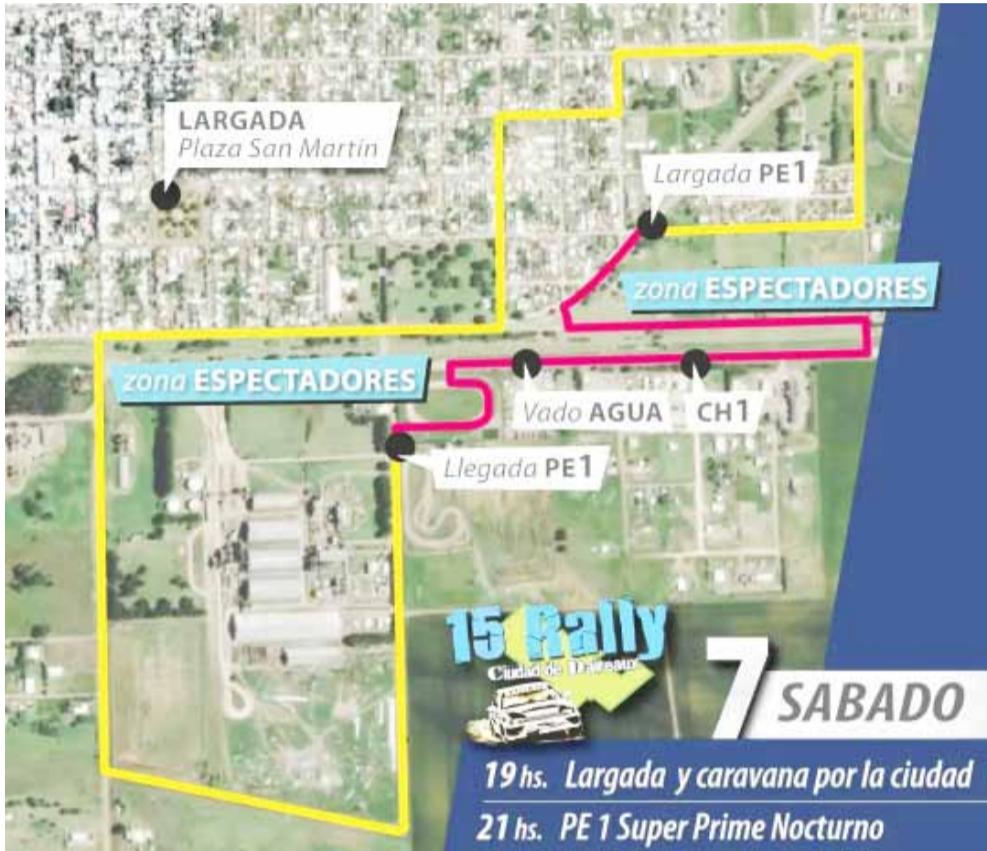 LARGADA
Plaza San Martín
Largada PE1
zona ESPECTADORES
zona ESPECTADORES
Vado AGUA
CH1
Llegada PE1
15 Rally
Ciudad de Daireaux
7 SABADO
19 hs. Largada y caravana por la ciudad
21 hs. PE 1 Super Prime Nocturno